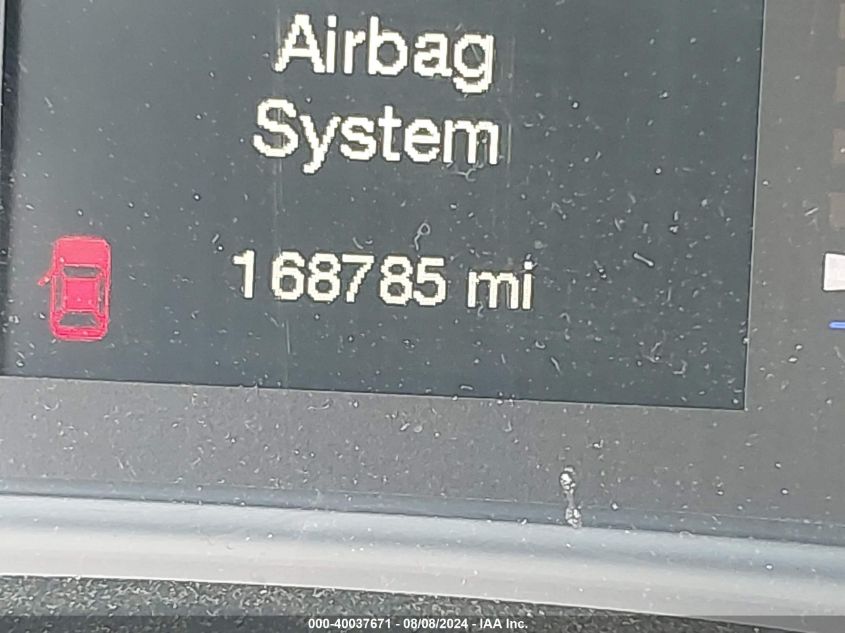 Airbag
System
168785 mi
000-40037671 - 08/08/2024 - IAA Inc.